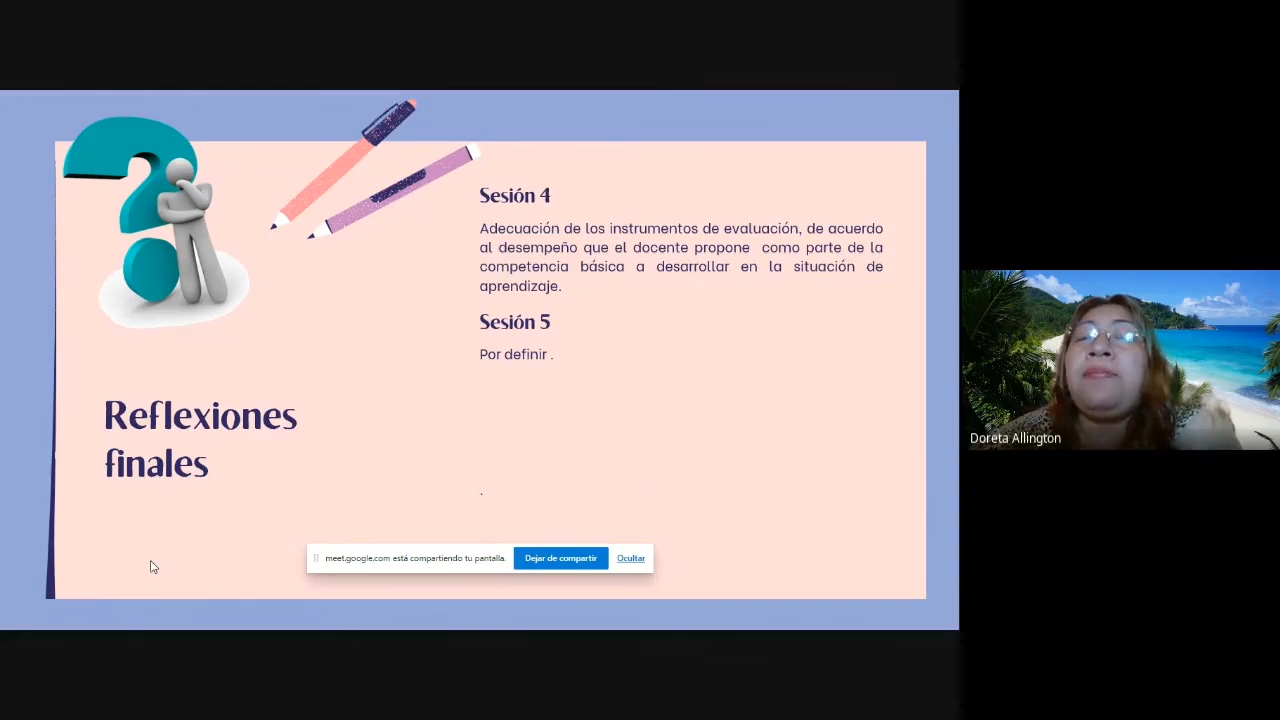 Sesión 4
Adecuación de los instrumentos de evaluación, de acuerdo
al desempeño que el docente propone como parte de la
competencia básica a desarrollar en la situación de
aprendizaje.
Sesión 5
Por definir .
Reflexiones
finales
.
meet.google.com está compartiendo tu pantalla. Dejar de compartir Ocultar
Doreta Allington